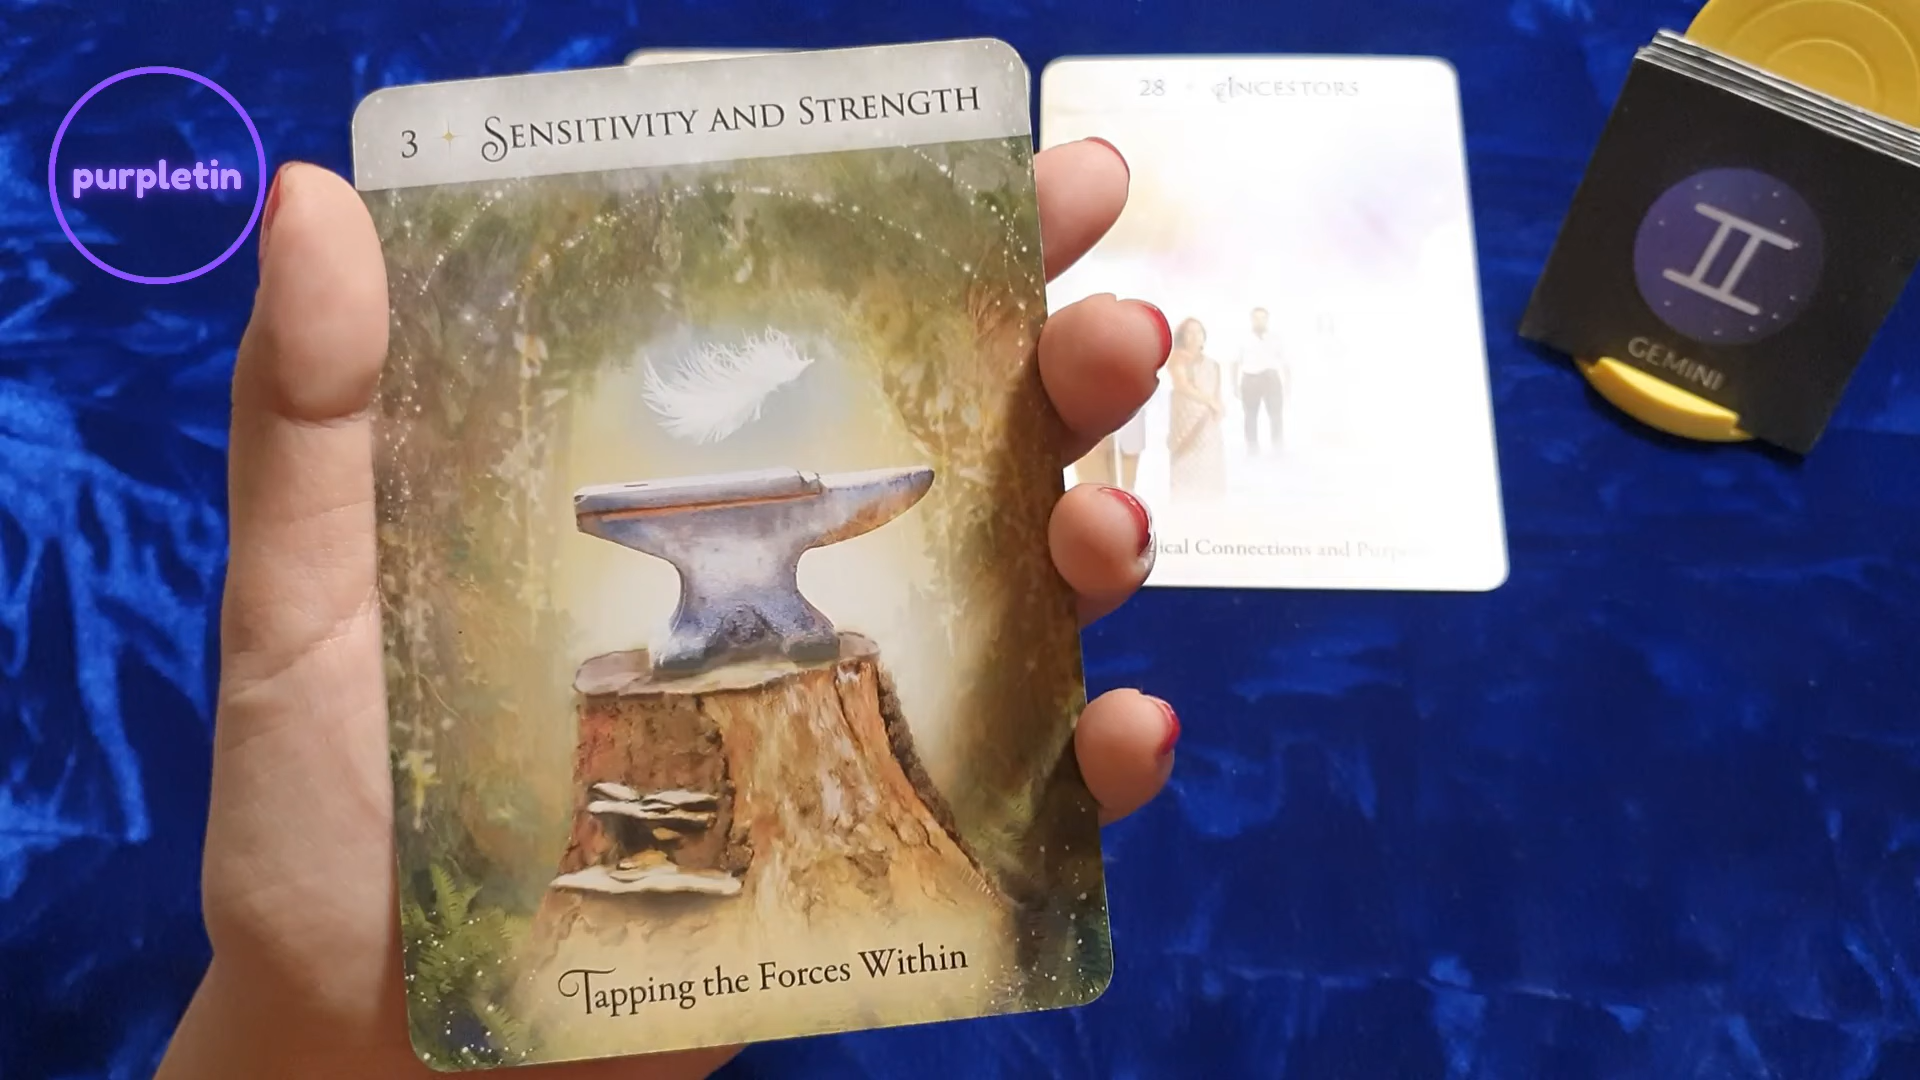 purpletin
3 SENSITIVITY AND STRENGTH
Tapping the Forces Within
28 ANCESTORS
Connections and
GEMINI